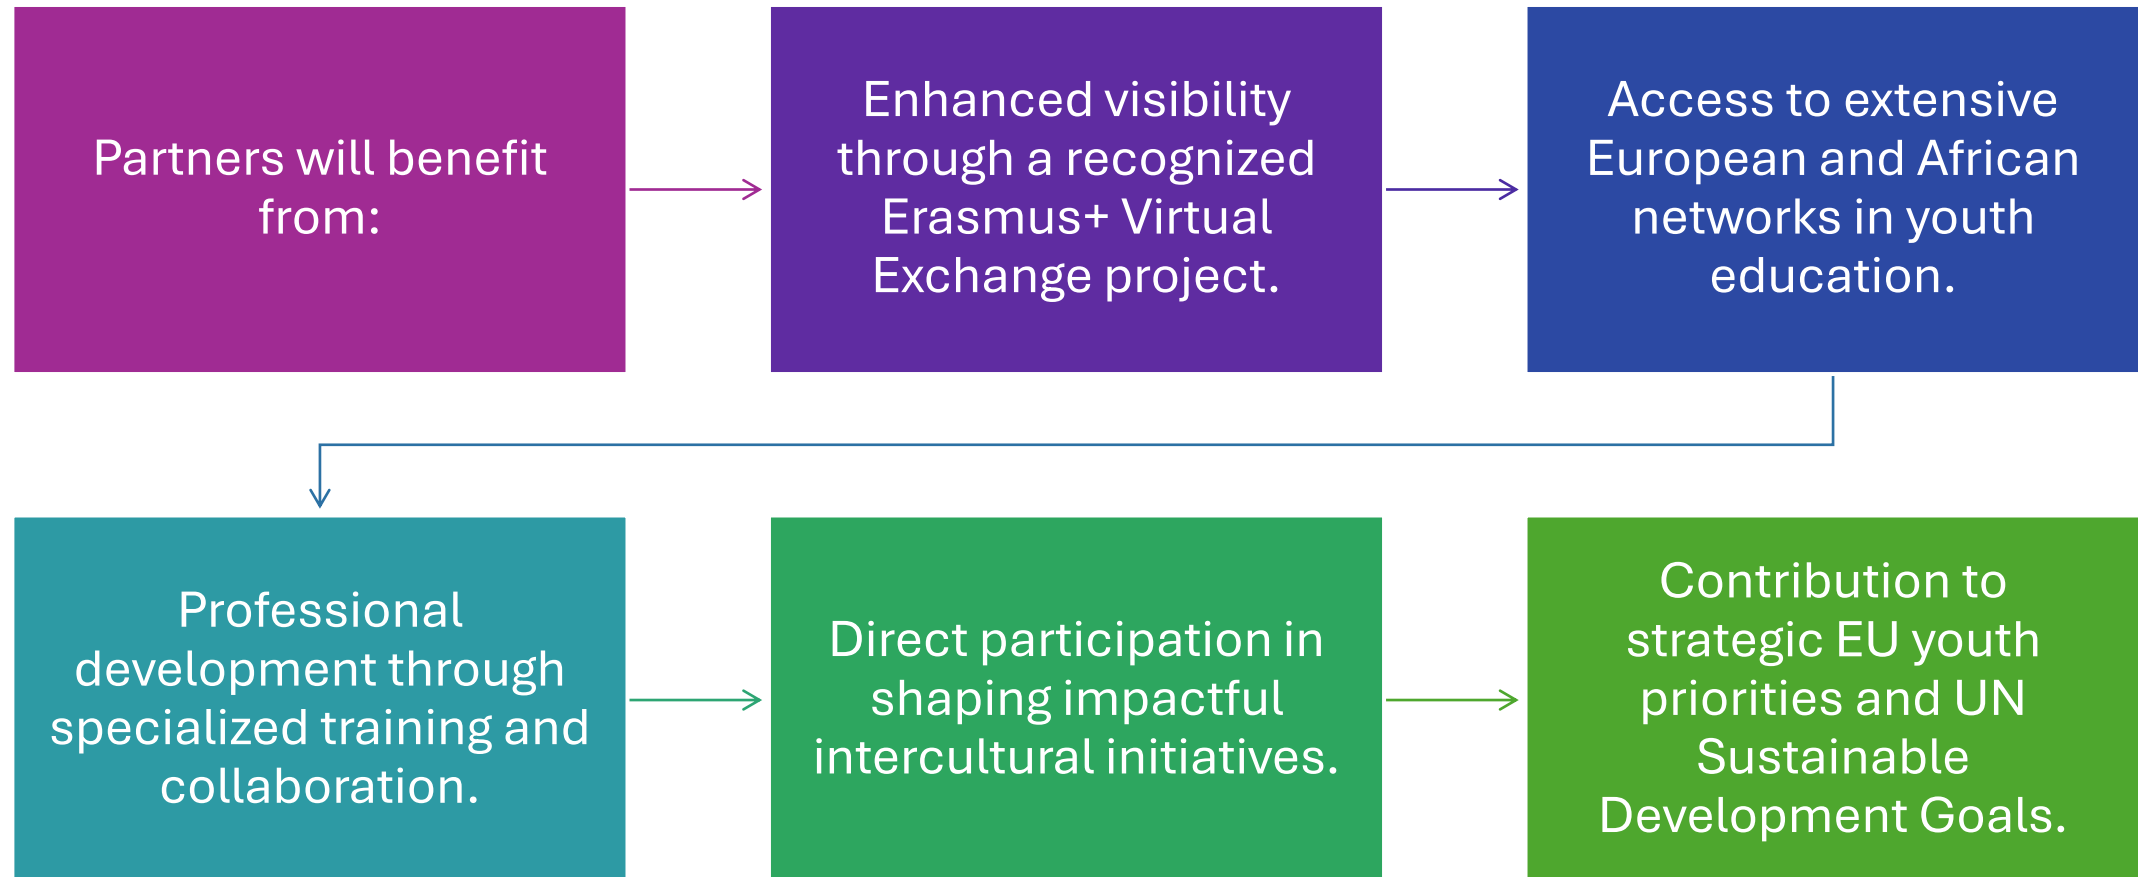 Partners will benefit
from:
Enhanced visibility
through a recognized
Erasmus+ Virtual
Exchange project.
Access to extensive
European and African
networks in youth
education.
Professional
development through
specialized training and
collaboration.
Direct participation in
shaping impactful
intercultural initiatives.
Contribution to
strategic EU youth
priorities and UN
Sustainable
Development Goals.